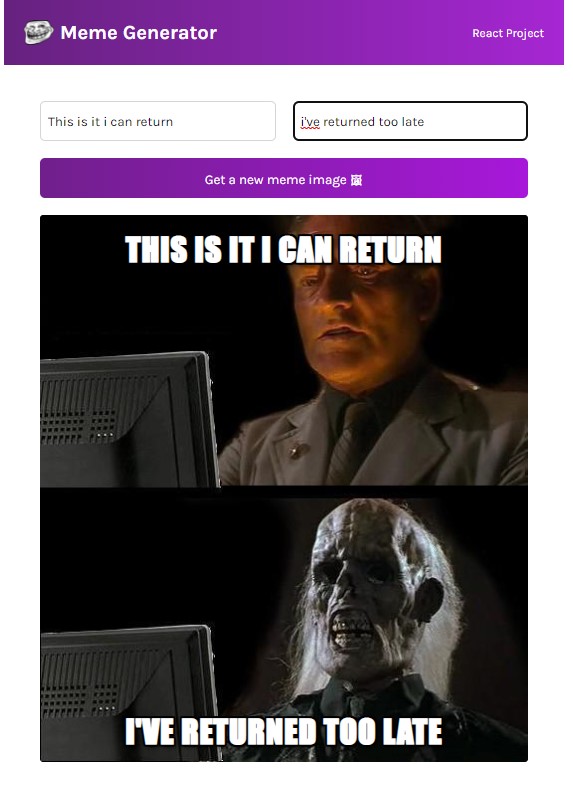 Meme Generator
React Project
This is it i can return
i've returned too late
Get a new meme image 🖼
THIS IS IT I CAN RETURN
I'VE RETURNED TOO LATE